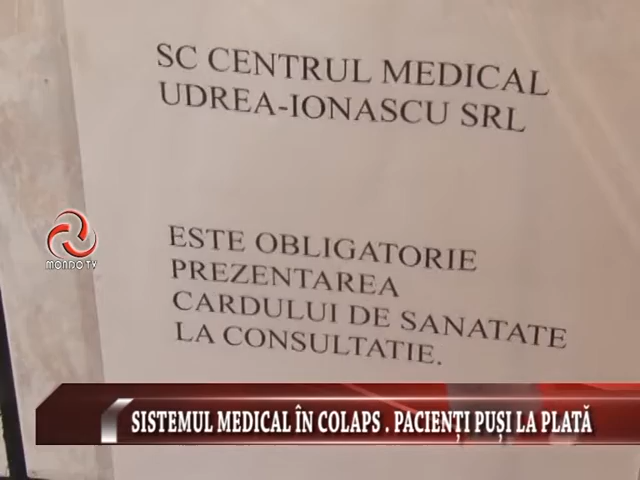 SC CENTRUL MEDICAL
UDREA-IONASCU SRL
ESTE OBLIGATORIE
PREZENTAREA
CARDULUI DE SANATATE
LA CONSULTATIE.
MONDO TV
SISTEMUL MEDICAL ÎN COLAPS . PACIENȚI PUȘI LA PLATĂ